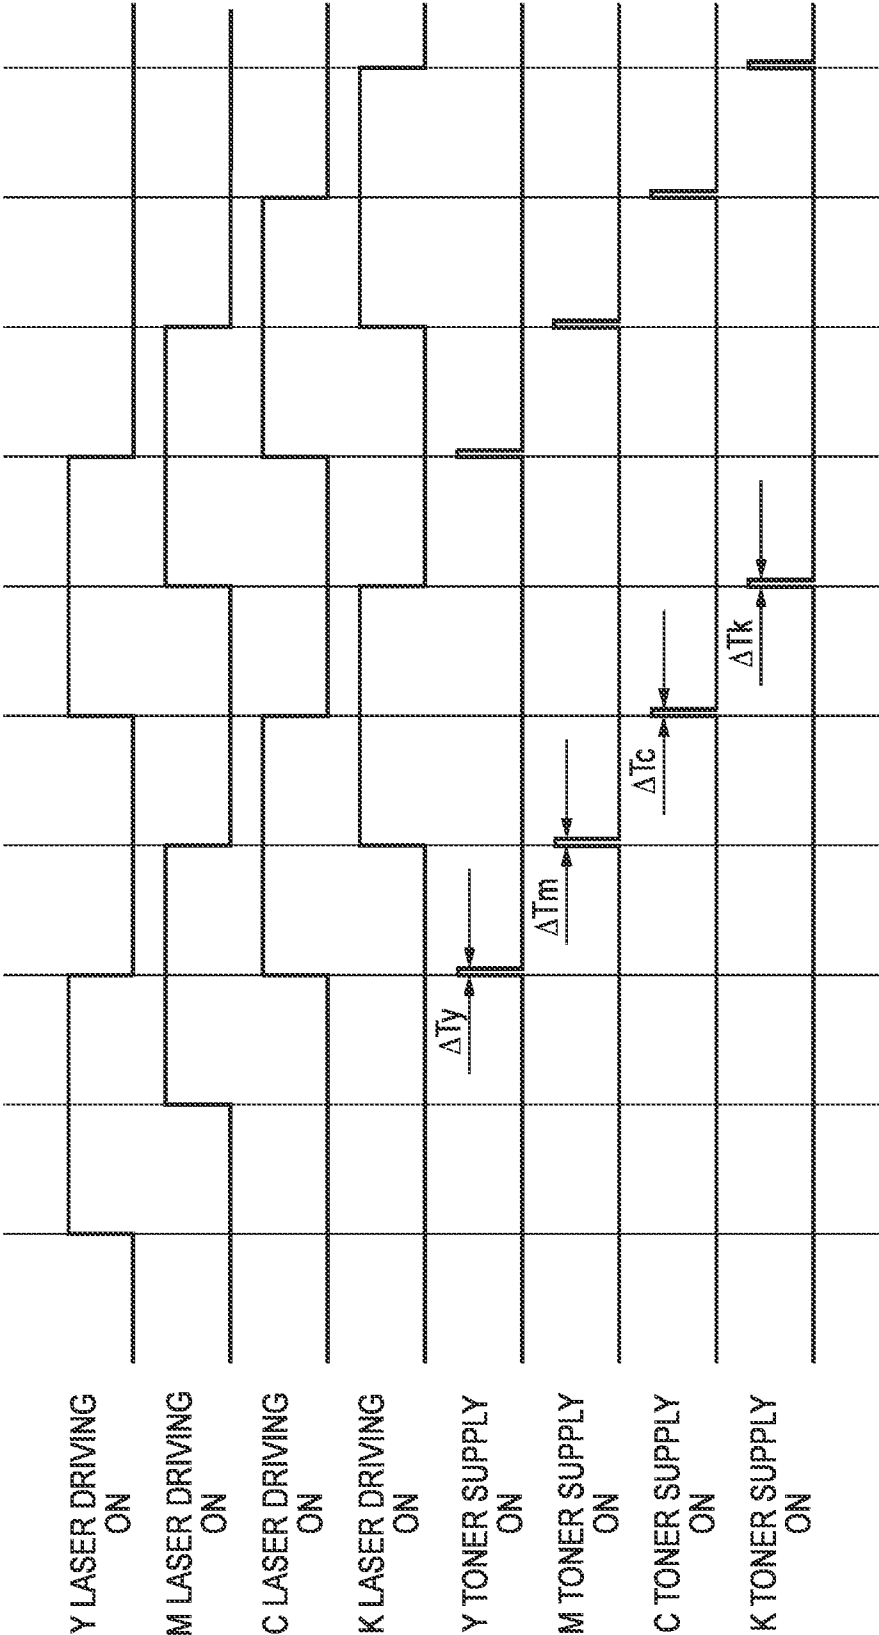 Y LASER DRIVING
ON
M LASER DRIVING
ON
C LASER DRIVING
ON
K LASER DRIVING
ON
Y TONER SUPPLY
ON
M TONER SUPPLY
ON
C TONER SUPPLY
ON
K TONER SUPPLY
ON
ΔTy
ΔTm
ΔTc
ΔTk